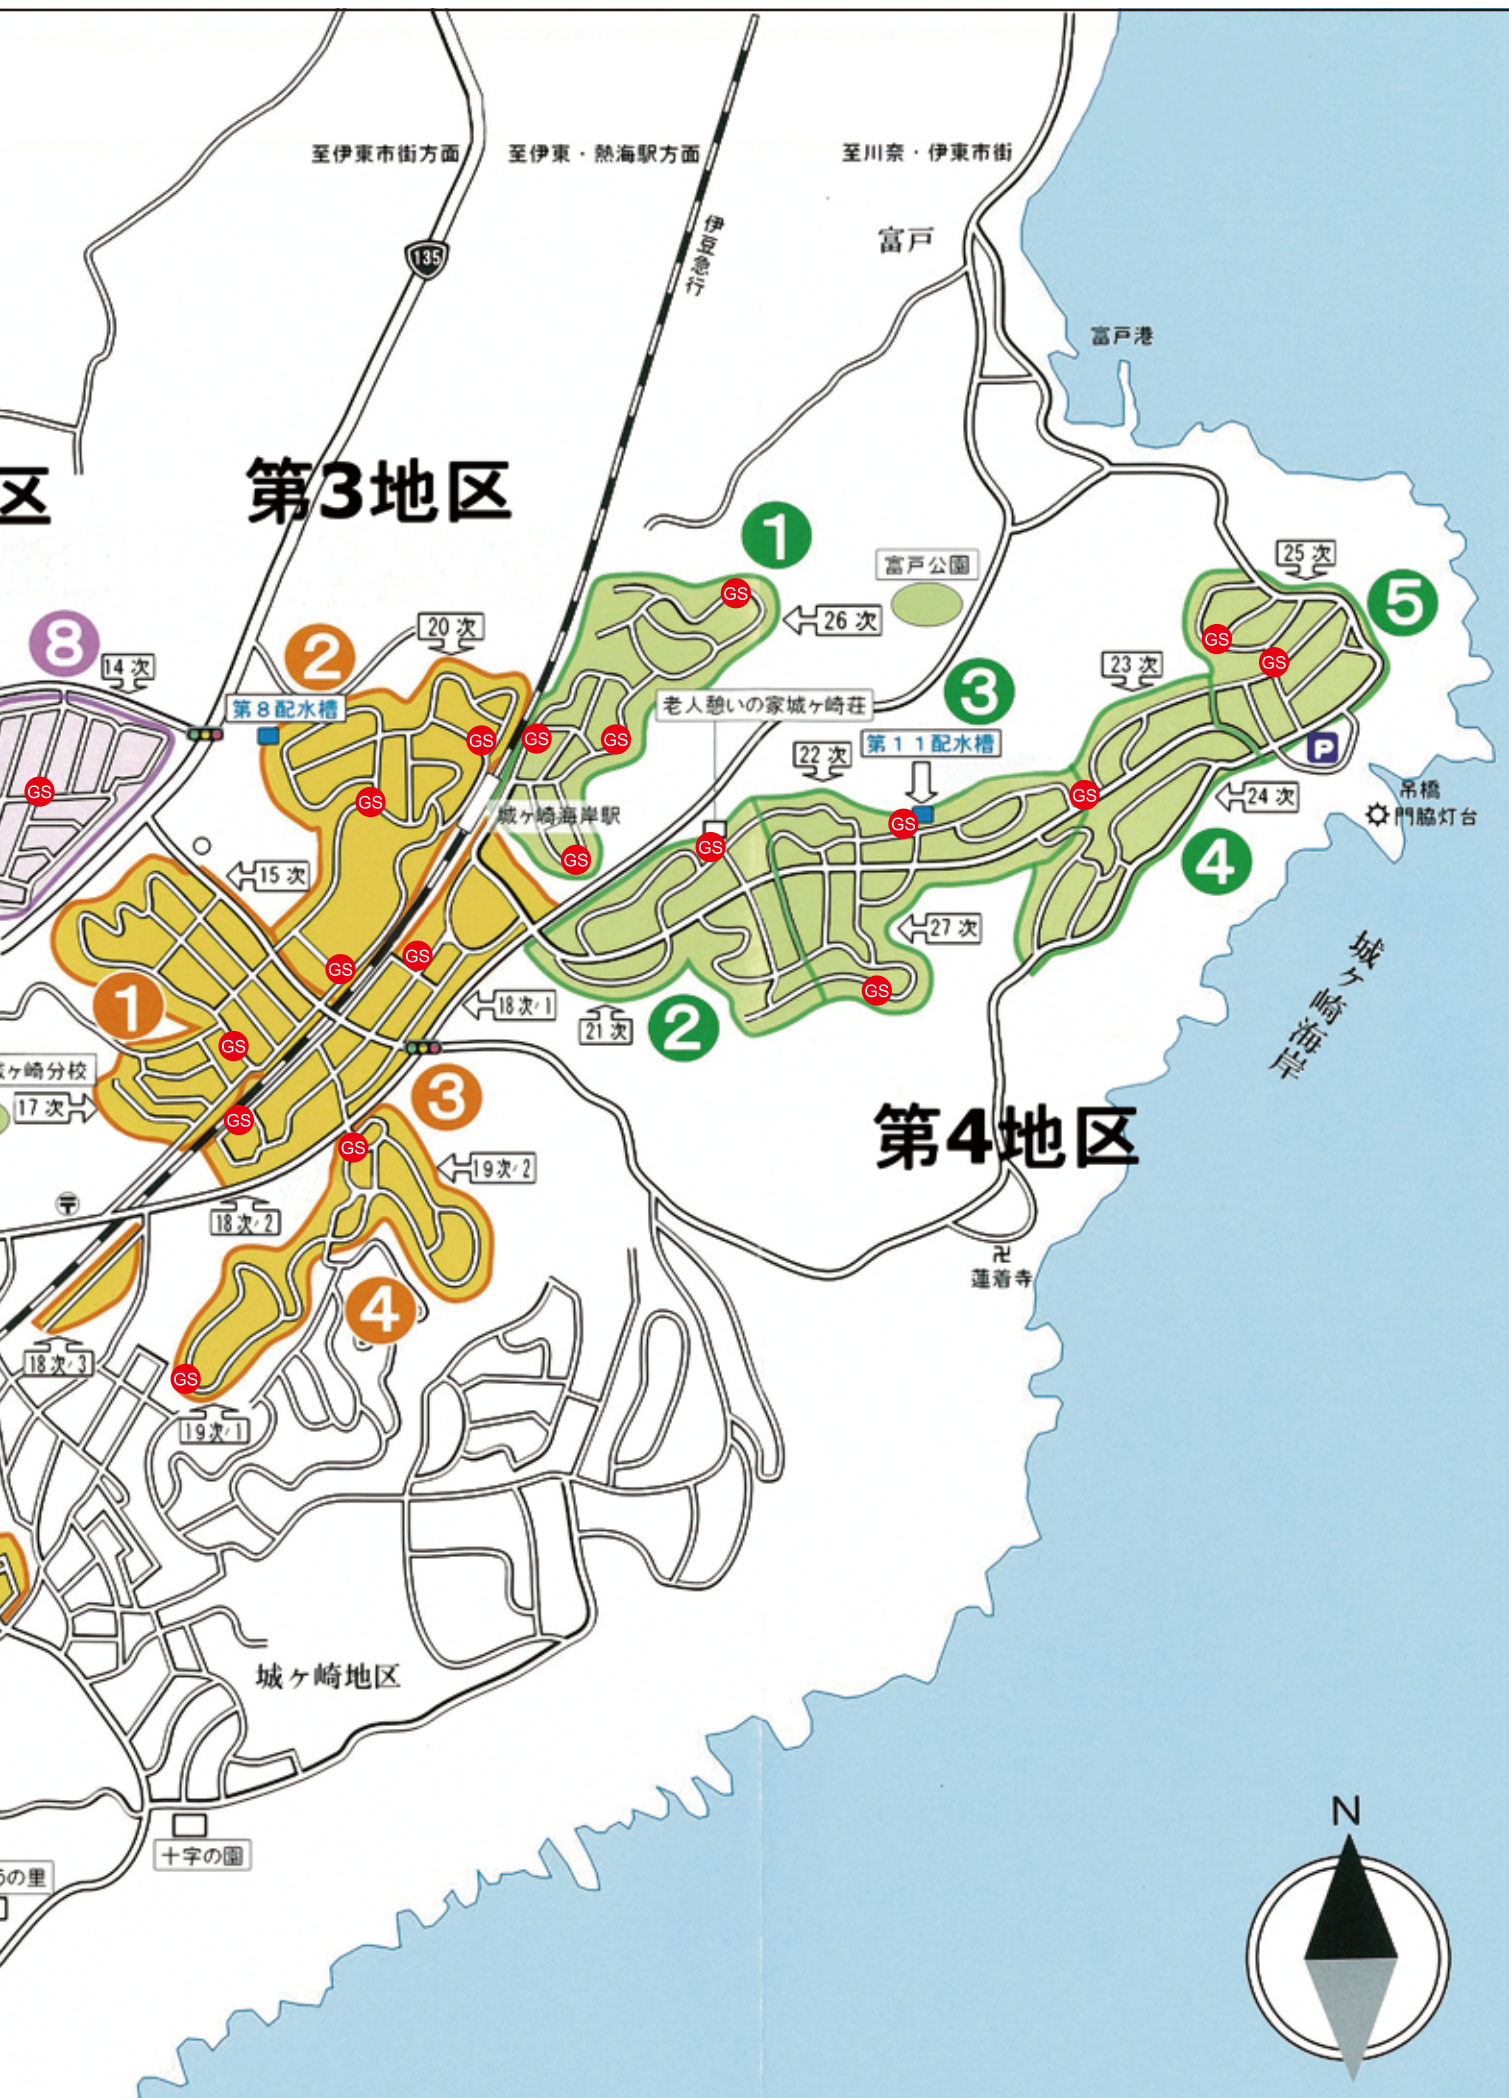 至伊東市街方面
至伊東・熱海駅方面
至川奈・伊東市街
伊豆急行
富戸
135
富戸港
区
第3地区
1
富戸公園
25次
5
26次
20次
2
8
14次
第8配水槽
GS
GS
GS
GS
GS
GS
GS
GS
23次
3
老人憩いの家城ヶ崎荘
第11配水槽
22次
P
吊橋
門脇灯台
24次
GS
GS
GS
城ヶ崎海岸駅
GS
GS
4
15次
27次
城ヶ崎海岸
GS
GS
GS
1
18次/1
21次
2
GS
ヶ崎分校
17次
3
GS
GS
第4地区
19次/2
〒
18次/2
卍
蓮着寺
4
18次/3
GS
19次/1
城ヶ崎地区
十字の園
の里
N